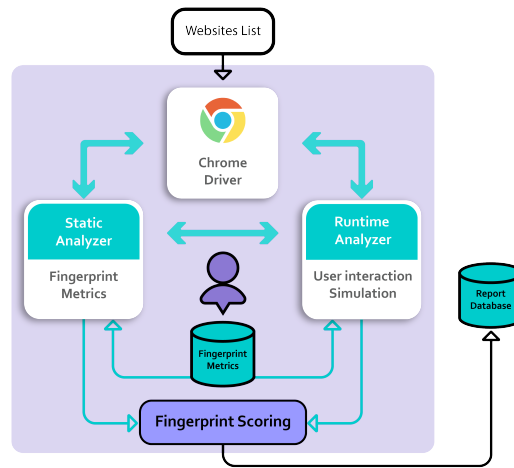 Websites List
Chrome
Driver
Static
Analyzer
Fingerprint
Metrics
Runtime
Analyzer
User interaction
Simulation
Report
Database
Fingerprint
Metrics
Fingerprint Scoring